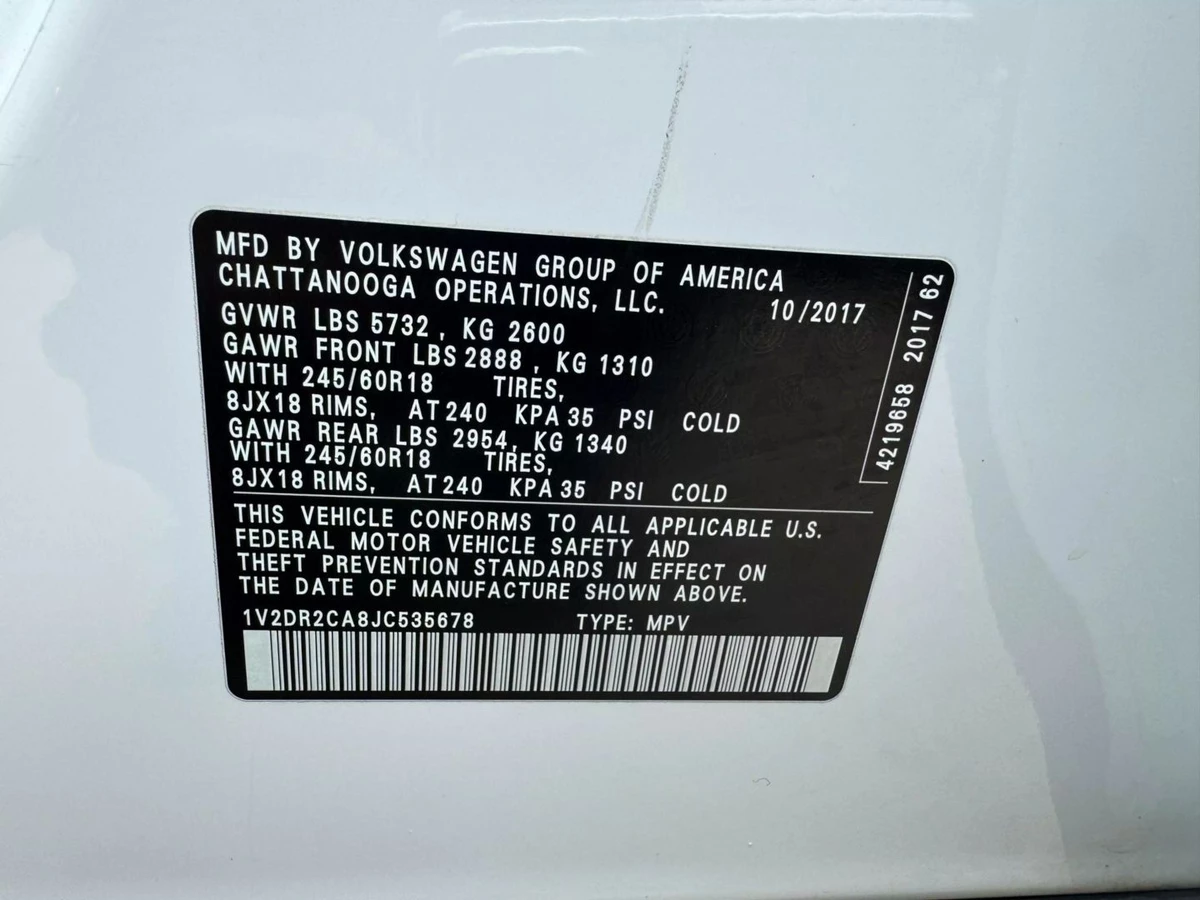 MFD BY VOLKSWAGEN GROUP OF AMERICA
CHATTANOOGA OPERATIONS, LLC. 10/2017
GVWR LBS 5732 , KG 2600
GAWR FRONT LBS 2888 , KG 1310
WITH 245/60R18 TIRES,
8JX18 RIMS, AT 240 KPA 35 PSI COLD
GAWR REAR LBS 2954, KG 1340
WITH 245/60R18 TIRES,
8JX18 RIMS, AT 240 KPA 35 PSI COLD
THIS VEHICLE CONFORMS TO ALL APPLICABLE U.S.
FEDERAL MOTOR VEHICLE SAFETY AND
THEFT PREVENTION STANDARDS IN EFFECT ON
THE DATE OF MANUFACTURE SHOWN ABOVE.
1V2DR2CA8JC535678 TYPE: MPV
4219658 2017 62